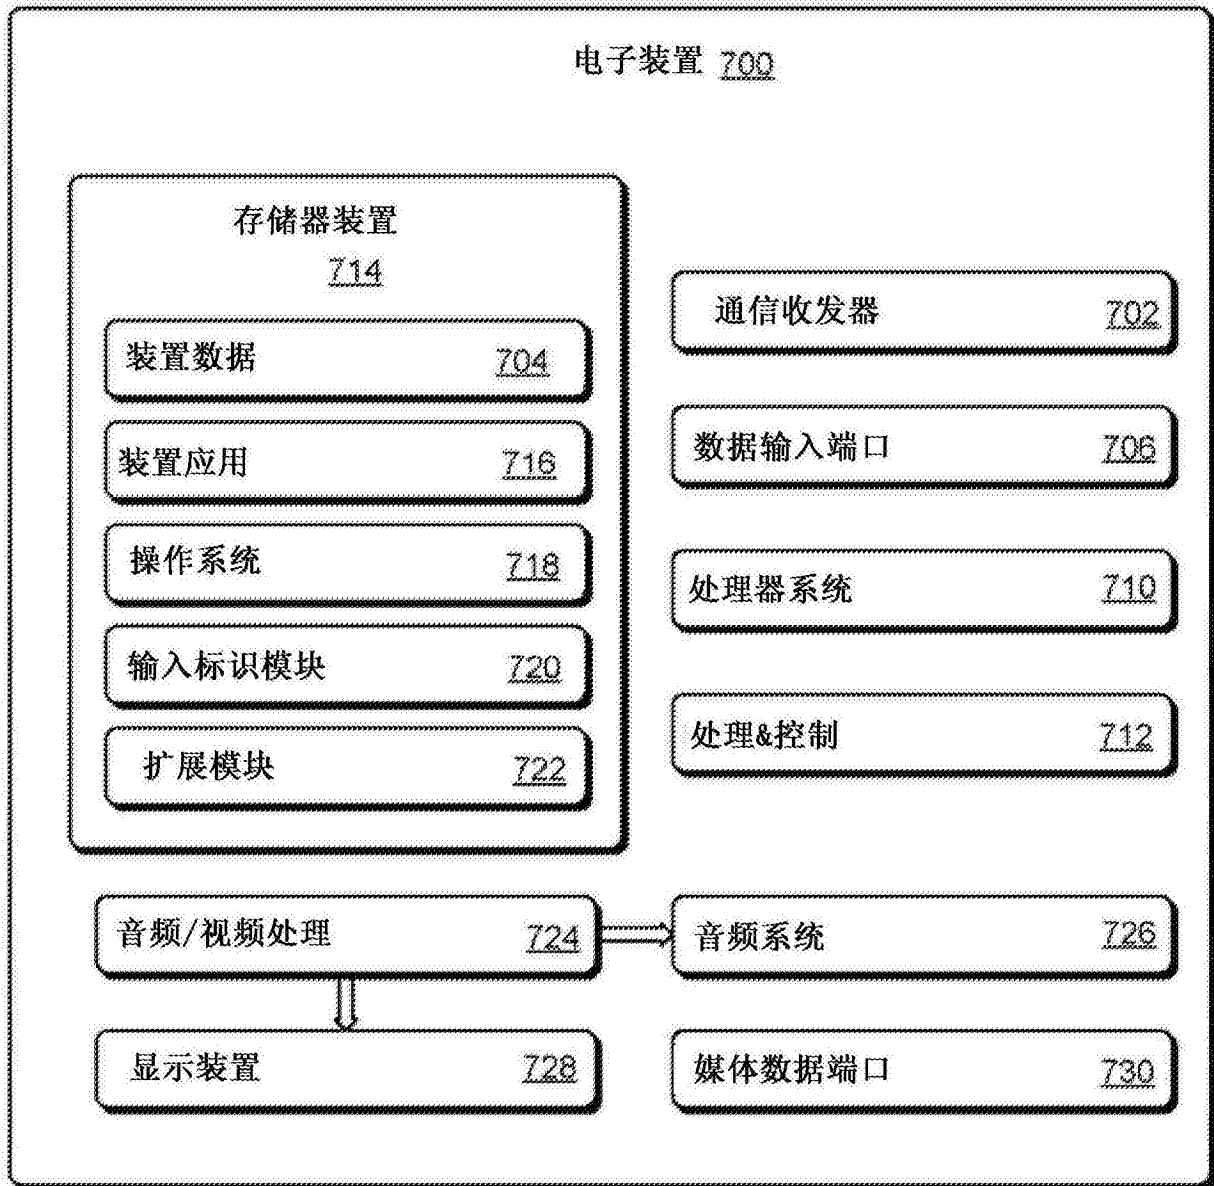 电子装置 700
存储器装置
714
装置数据 704
装置应用 716
操作系统 718
输入标识模块 720
扩展模块 722
通信收发器 702
数据输入端口 706
处理器系统 710
处理&控制 712
音频/视频处理 724
音频系统 726
显示装置 728
媒体数据端口 730